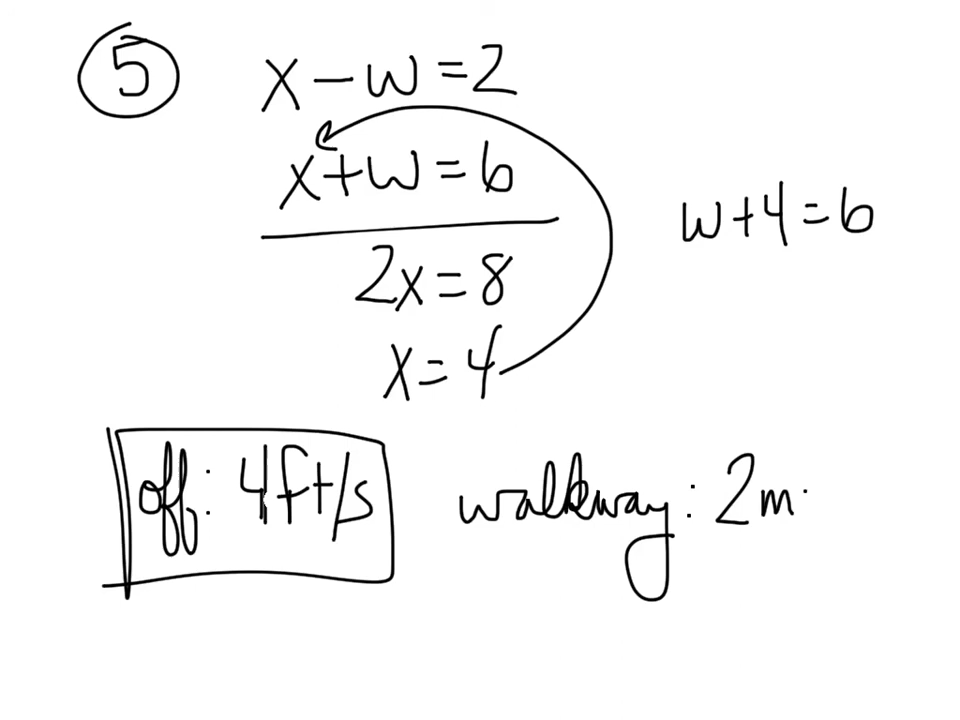 5 x-w=2
x+w=6
w+4=6
2x=8
x=4
off: 4ft/s walkway: 2m